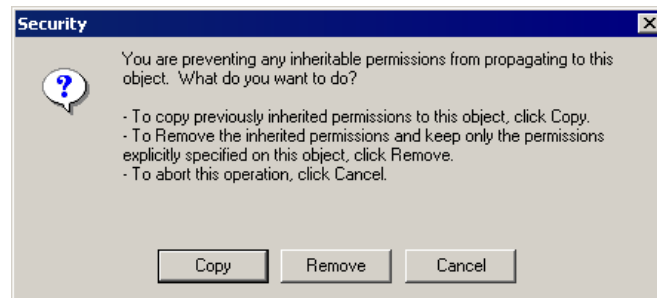 Security
You are preventing any inheritable permissions from propagating to this
object.  What do you want to do?
- To copy previously inherited permissions to this object, click Copy.
- To Remove the inherited permissions and keep only the permissions
explicitly specified on this object, click Remove.
- To abort this operation, click Cancel.
Copy
Remove
Cancel